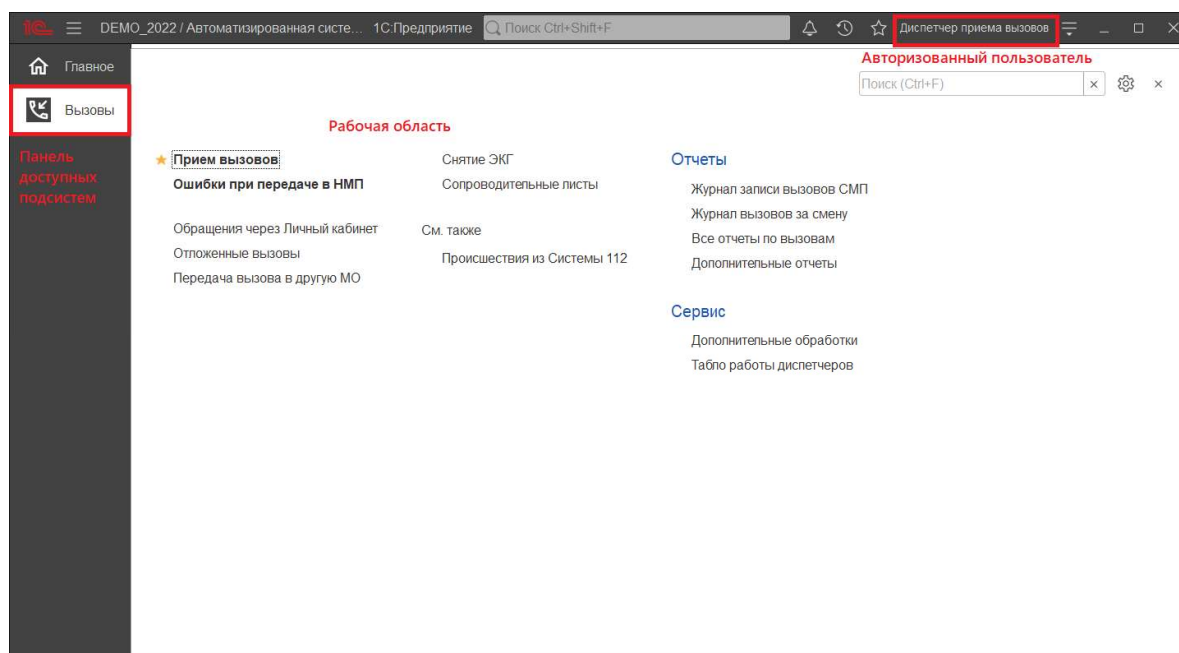 1С DEMO_2022 / Автоматизированная систе... 1С:Предприятие Поиск Ctrl+Shift+F Диспетчер приема вызовов
Главное
Авторизованный пользователь
Поиск (Ctrl+F)
Вызовы
Рабочая область
Панель доступных подсистем
Прием вызовов
Ошибки при передаче в НМП
Обращения через Личный кабинет
Отложенные вызовы
Передача вызова в другую МО
Снятие ЭКГ
Сопроводительные листы
См. также
Происшествия из Системы 112
Отчеты
Журнал записи вызовов СМП
Журнал вызовов за смену
Все отчеты по вызовам
Дополнительные отчеты
Сервис
Дополнительные обработки
Табло работы диспетчеров